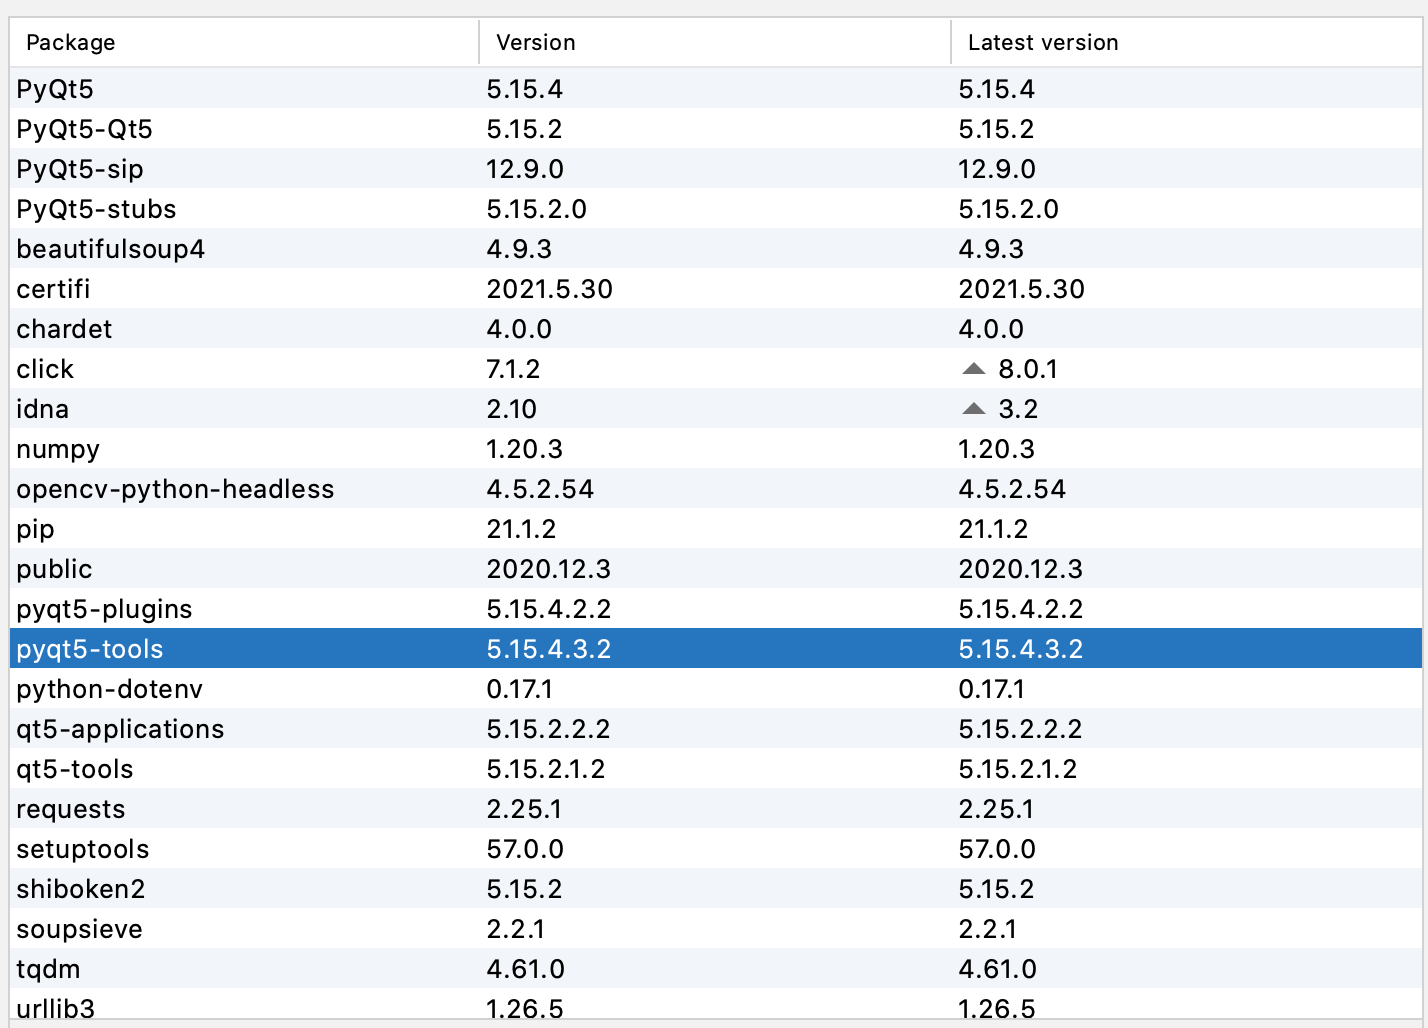 Package Version Latest version
PyQt5 5.15.4 5.15.4
PyQt5-Qt5 5.15.2 5.15.2
PyQt5-sip 12.9.0 12.9.0
PyQt5-stubs 5.15.2.0 5.15.2.0
beautifulsoup4 4.9.3 4.9.3
certifi 2021.5.30 2021.5.30
chardet 4.0.0 4.0.0
click 7.1.2 8.0.1
idna 2.10 3.2
numpy 1.20.3 1.20.3
opencv-python-headless 4.5.2.54 4.5.2.54
pip 21.1.2 21.1.2
public 2020.12.3 2020.12.3
pyqt5-plugins 5.15.4.2.2 5.15.4.2.2
pyqt5-tools 5.15.4.3.2 5.15.4.3.2
python-dotenv 0.17.1 0.17.1
qt5-applications 5.15.2.2.2 5.15.2.2.2
qt5-tools 5.15.2.1.2 5.15.2.1.2
requests 2.25.1 2.25.1
setuptools 57.0.0 57.0.0
shiboken2 5.15.2 5.15.2
soupsieve 2.2.1 2.2.1
tqdm 4.61.0 4.61.0
urllib3 1.26.5 1.26.5